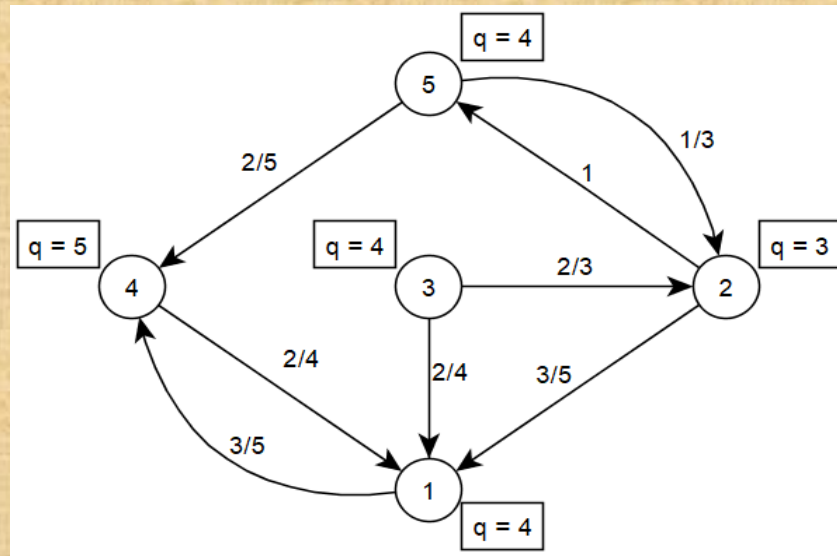 q = 4
5
2/5
1/3
1
q = 5
q = 4
q = 3
4
3
2/3
2
2/4
2/4
3/5
3/5
1
q = 4